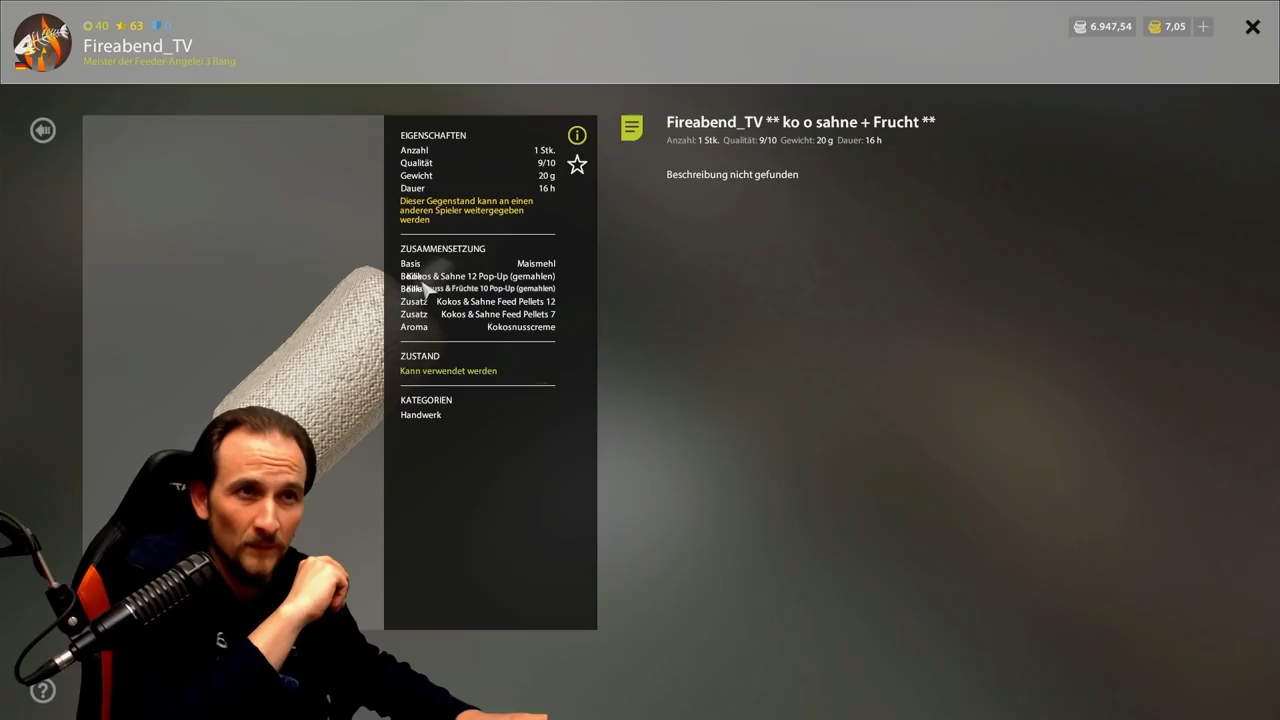 40 63 0
Fireabend_TV
Meister der Feeder-Angelei 3 Rang
6.947,54
7,05 +
EIGENSCHAFTEN
Anzahl 1 Stk.
Qualität 9/10
Gewicht 20 g
Dauer 16 h
Dieser Gegenstand kann an einen
anderen Spieler weitergegeben
werden
ZUSAMMENSETZUNG
Basis Maismehl
Kokos & Sahne 12 Pop-Up (gemahlen)
& Früchte 10 Pop-Up (gemahlen)
Zusatz Kokos & Sahne Feed Pellets 12
Zusatz Kokos & Sahne Feed Pellets 7
Aroma Kokosnusscreme
ZUSTAND
Kann verwendet werden
KATEGORIEN
Handwerk
Fireabend_TV ** ko o sahne + Frucht **
Anzahl: 1 Stk. Qualität: 9/10 Gewicht: 20 g Dauer: 16 h
Beschreibung nicht gefunden
?